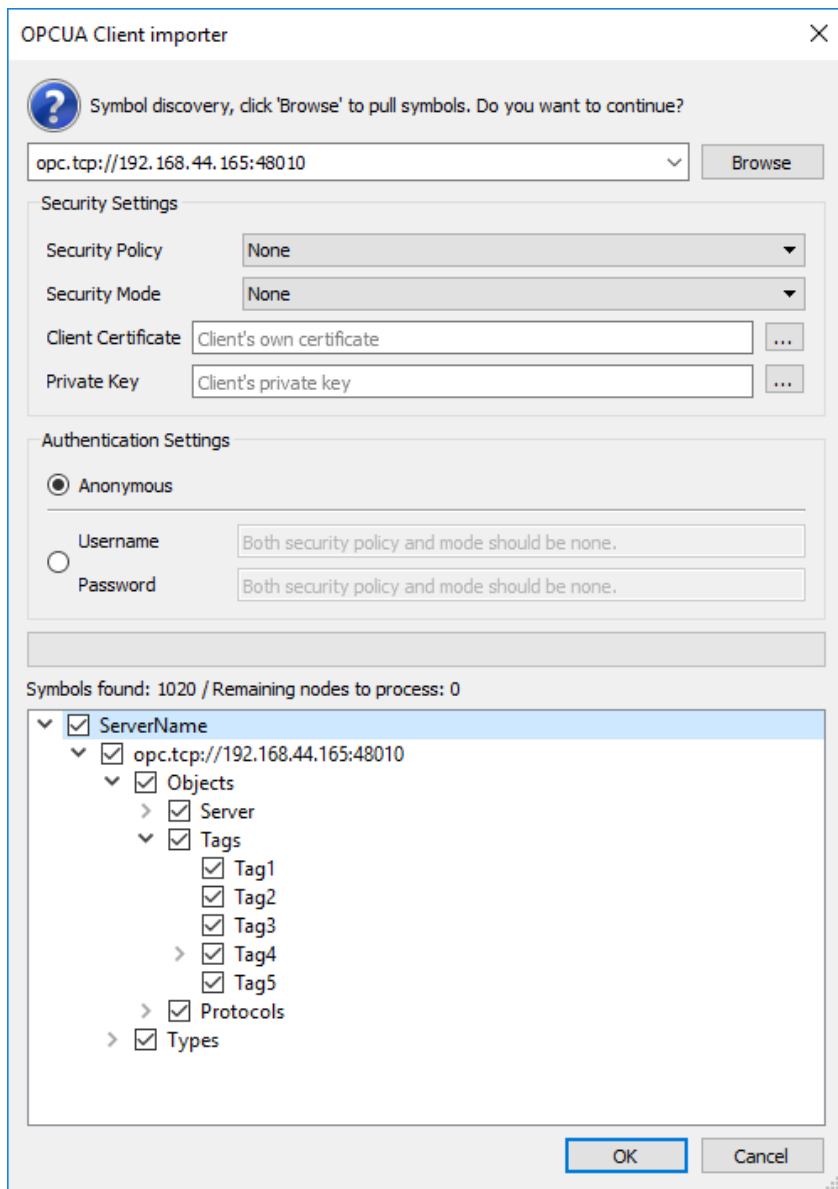 OPCUA Client importer
Symbol discovery, click 'Browse' to pull symbols. Do you want to continue?
opc.tcp://192.168.44.165:48010 Browse
Security Settings
Security Policy None
Security Mode None
Client Certificate Client's own certificate ...
Private Key Client's private key ...
Authentication Settings
Anonymous
Username Both security policy and mode should be none.
Password Both security policy and mode should be none.
Symbols found: 1020 / Remaining nodes to process: 0
ServerName
opc.tcp://192.168.44.165:48010
Objects
Server
Tags
Tag1
Tag2
Tag3
Tag4
Tag5
Protocols
Types
OK Cancel